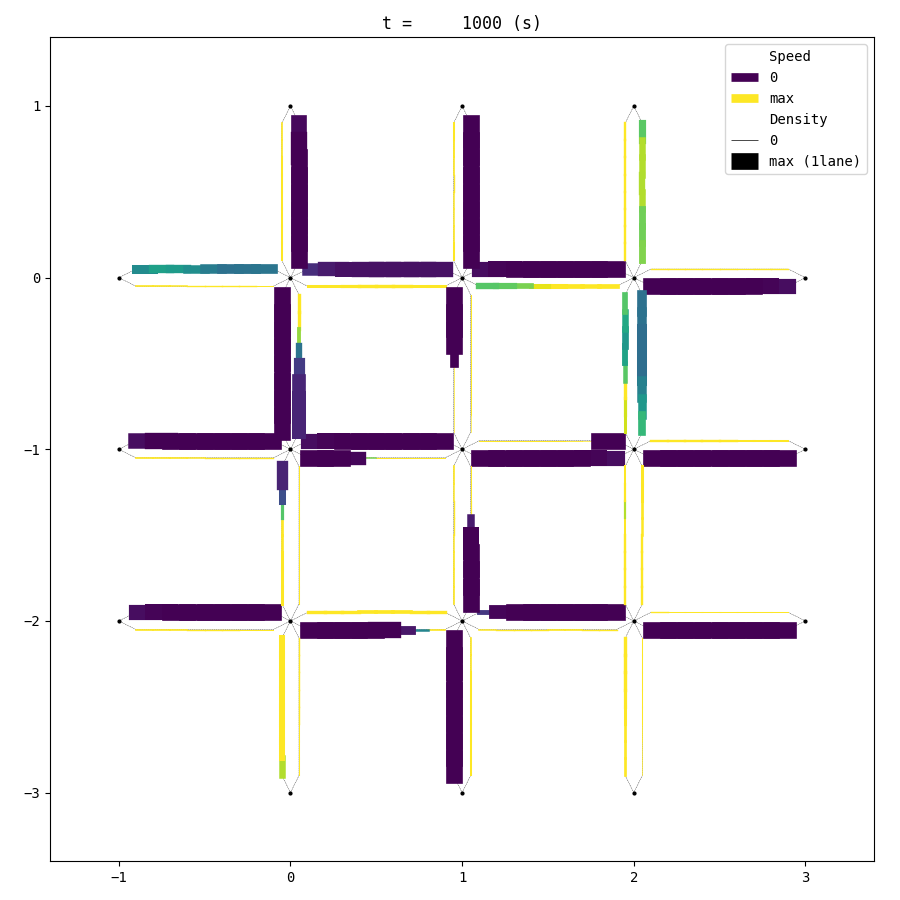 t =     1000 (s)
Speed
0
max
Density
0
max (1lane)
1
0
−1
−2
−3
−1 0 1 2 3